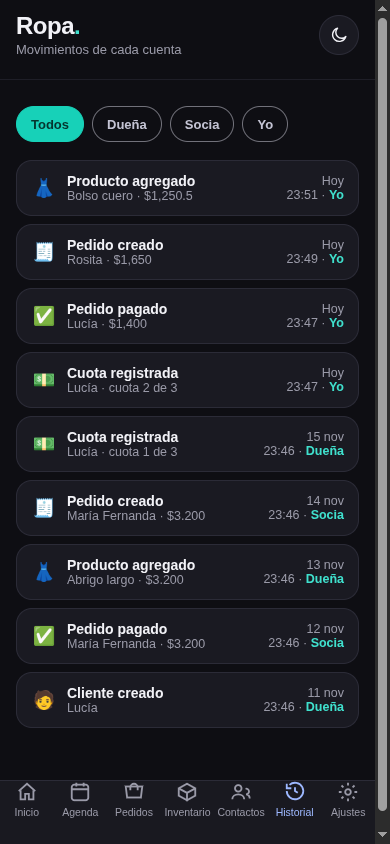 Ropa.
Movimientos de cada cuenta
Todos Dueña Socia Yo
Producto agregado
Bolso cuero · $1,250.5
Hoy
23:51 · Yo
Pedido creado
Rosita · $1,650
Hoy
23:49 · Yo
Pedido pagado
Lucía · $1,400
Hoy
23:47 · Yo
Cuota registrada
Lucía · cuota 2 de 3
Hoy
23:47 · Yo
Cuota registrada
Lucía · cuota 1 de 3
15 nov
23:46 · Dueña
Pedido creado
María Fernanda · $3.200
14 nov
23:46 · Socia
Producto agregado
Abrigo largo · $3.200
13 nov
23:46 · Dueña
Pedido pagado
María Fernanda · $3.200
12 nov
23:46 · Socia
Cliente creado
Lucía
11 nov
23:46 · Dueña
Inicio Agenda Pedidos Inventario Contactos Historial Ajustes